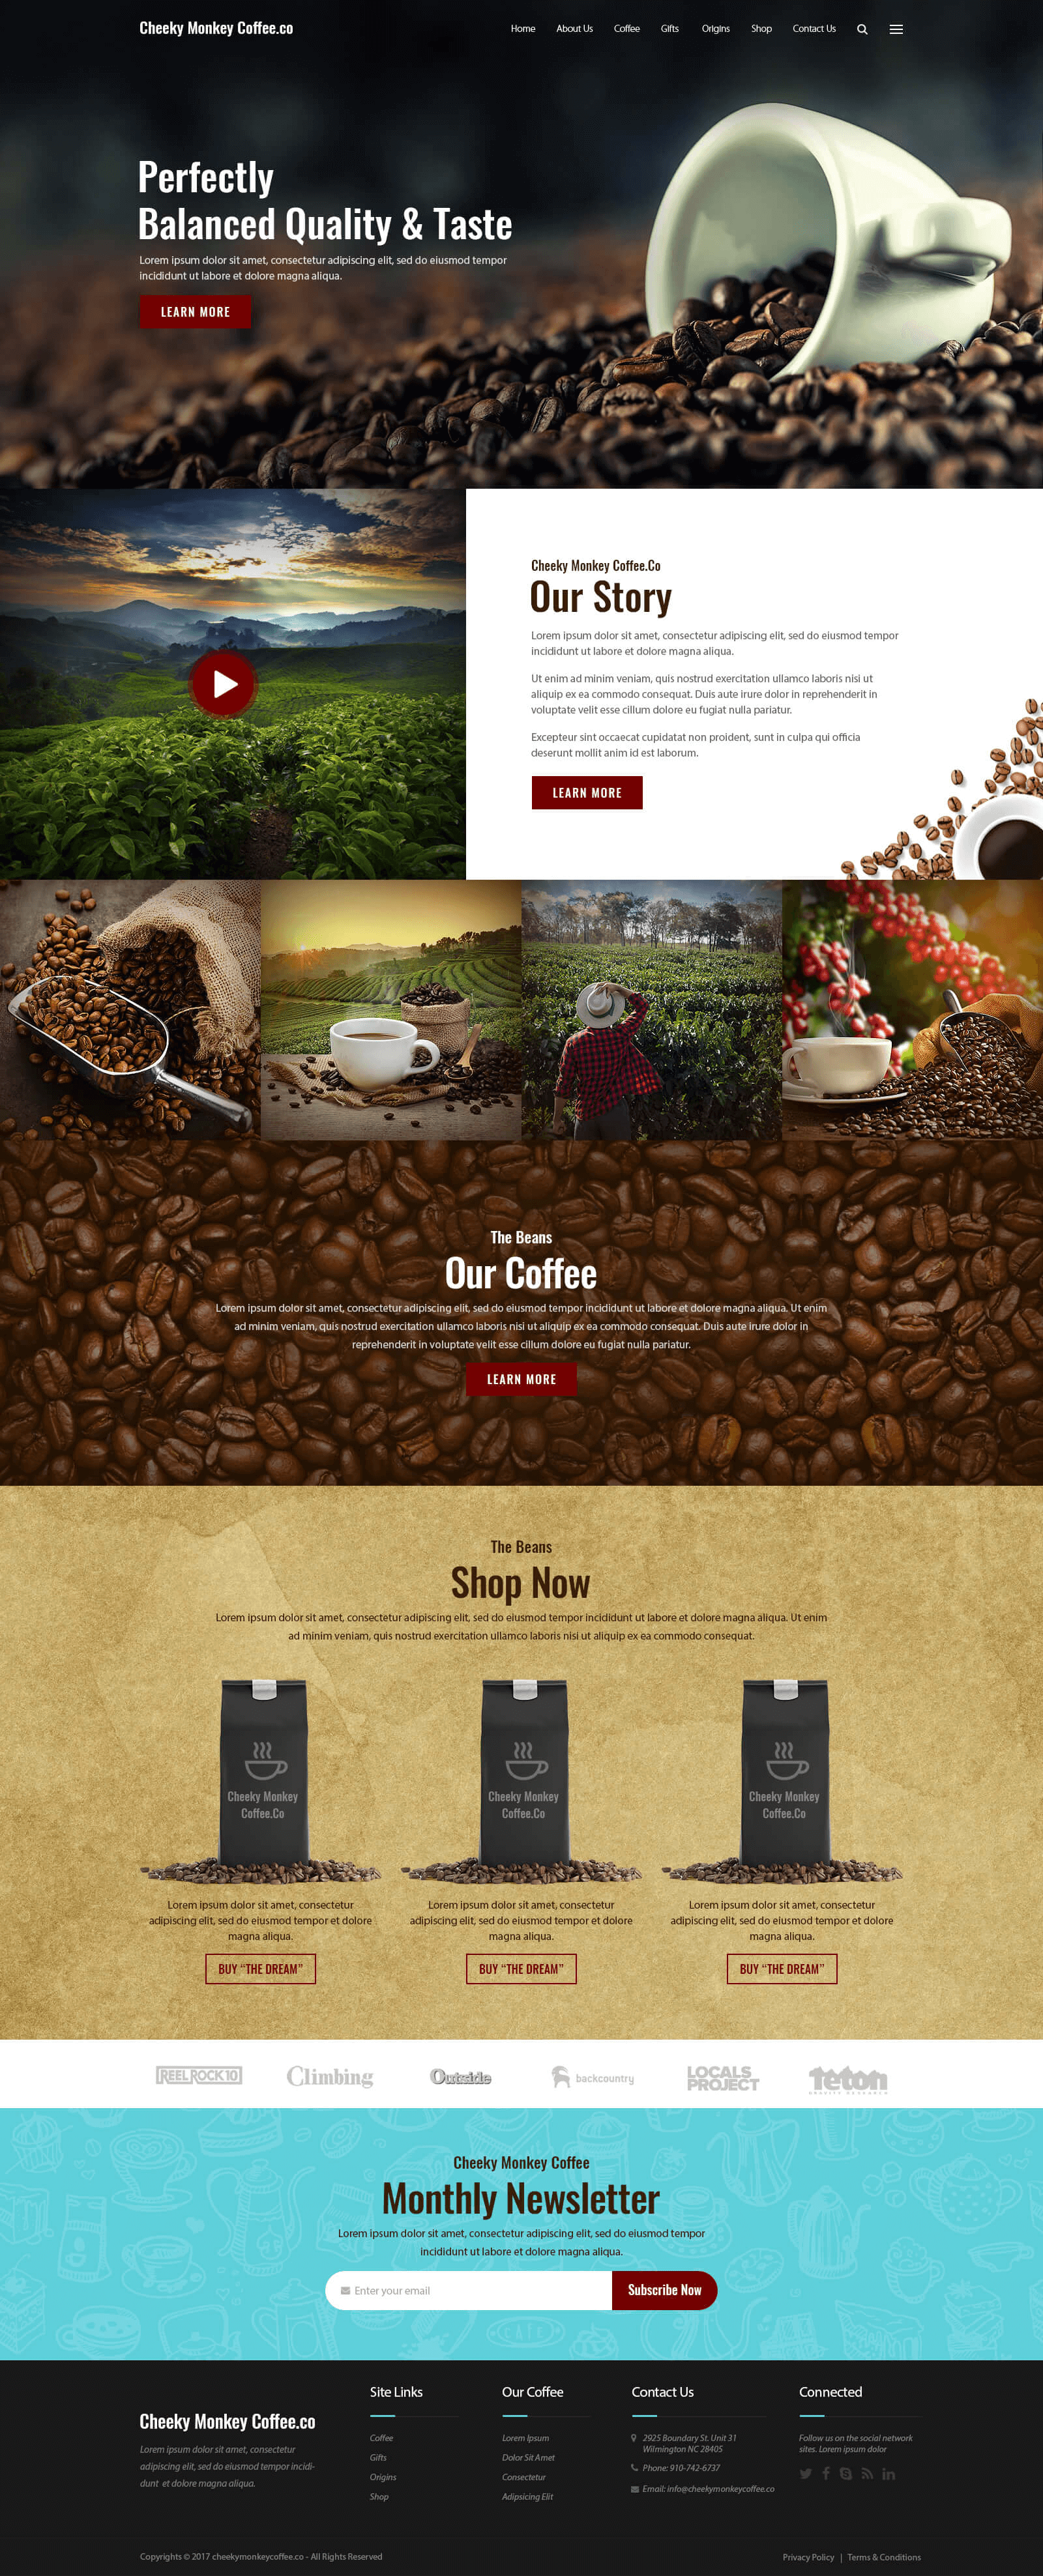 Cheeky Monkey Coffee.co
Home About Us Coffee Gifts Origins Shop Contact Us
Perfectly
Balanced Quality & Taste
Lorem ipsum dolor sit amet, consectetur adipiscing elit, sed do eiusmod tempor
incididunt ut labore et dolore magna aliqua.
LEARN MORE
Cheeky Monkey Coffee.Co
Our Story
Lorem ipsum dolor sit amet, consectetur adipiscing elit, sed do eiusmod tempor
incididunt ut labore et dolore magna aliqua.
Ut enim ad minim veniam, quis nostrud exercitation ullamco laboris nisi ut
aliquip ex ea commodo consequat. Duis aute irure dolor in reprehenderit in
voluptate velit esse cillum dolore eu fugiat nulla pariatur.
Excepteur sint occaecat cupidatat non proident, sunt in culpa qui officia
deserunt mollit anim id est laborum.
LEARN MORE
The Beans
Our Coffee
Lorem ipsum dolor sit amet, consectetur adipiscing elit, sed do eiusmod tempor incididunt ut labore et dolore magna aliqua. Ut enim
ad minim veniam, quis nostrud exercitation ullamco laboris nisi ut aliquip ex ea commodo consequat. Duis aute irure dolor in
reprehenderit in voluptate velit esse cillum dolore eu fugiat nulla pariatur.
LEARN MORE
The Beans
Shop Now
Lorem ipsum dolor sit amet, consectetur adipiscing elit, sed do eiusmod tempor incididunt ut labore et dolore magna aliqua. Ut enim
ad minim veniam, quis nostrud exercitation ullamco laboris nisi ut aliquip ex ea commodo consequat.
Cheeky Monkey
Coffee.Co
Lorem ipsum dolor sit amet, consectetur
adipiscing elit, sed do eiusmod tempor et dolore
magna aliqua.
BUY “THE DREAM”
Cheeky Monkey
Coffee.Co
Lorem ipsum dolor sit amet, consectetur
adipiscing elit, sed do eiusmod tempor et dolore
magna aliqua.
BUY “THE DREAM”
Cheeky Monkey
Coffee.Co
Lorem ipsum dolor sit amet, consectetur
adipiscing elit, sed do eiusmod tempor et dolore
magna aliqua.
BUY “THE DREAM”
REEL ROCK 10 Climbing Outside backcountry LOCALS PROJECT teton
Cheeky Monkey Coffee
Monthly Newsletter
Lorem ipsum dolor sit amet, consectetur adipiscing elit, sed do eiusmod tempor
incididunt ut labore et dolore magna aliqua.
Enter your email Subscribe Now
CAFE
Cheeky Monkey Coffee.co
Lorem ipsum dolor sit amet, consectetur
adipiscing elit, sed do eiusmod tempor incidi-
dunt et dolore magna aliqua.
Site Links
Coffee
Gifts
Origins
Shop
Our Coffee
Lorem Ipsum
Dolor Sit Amet
Consectetur
Adipsicing Elit
Contact Us
2925 Boundary St. Unit 31
Wilmington NC 28405
Phone: 910-742-6737
Email: info@cheekymonkeycoffee.co
Connected
Follow us on the social network
sites. Lorem ipsum dolor
Copyrights © 2017 cheekymonkeycoffee.co - All Rights Reserved
Privacy Policy | Terms & Conditions